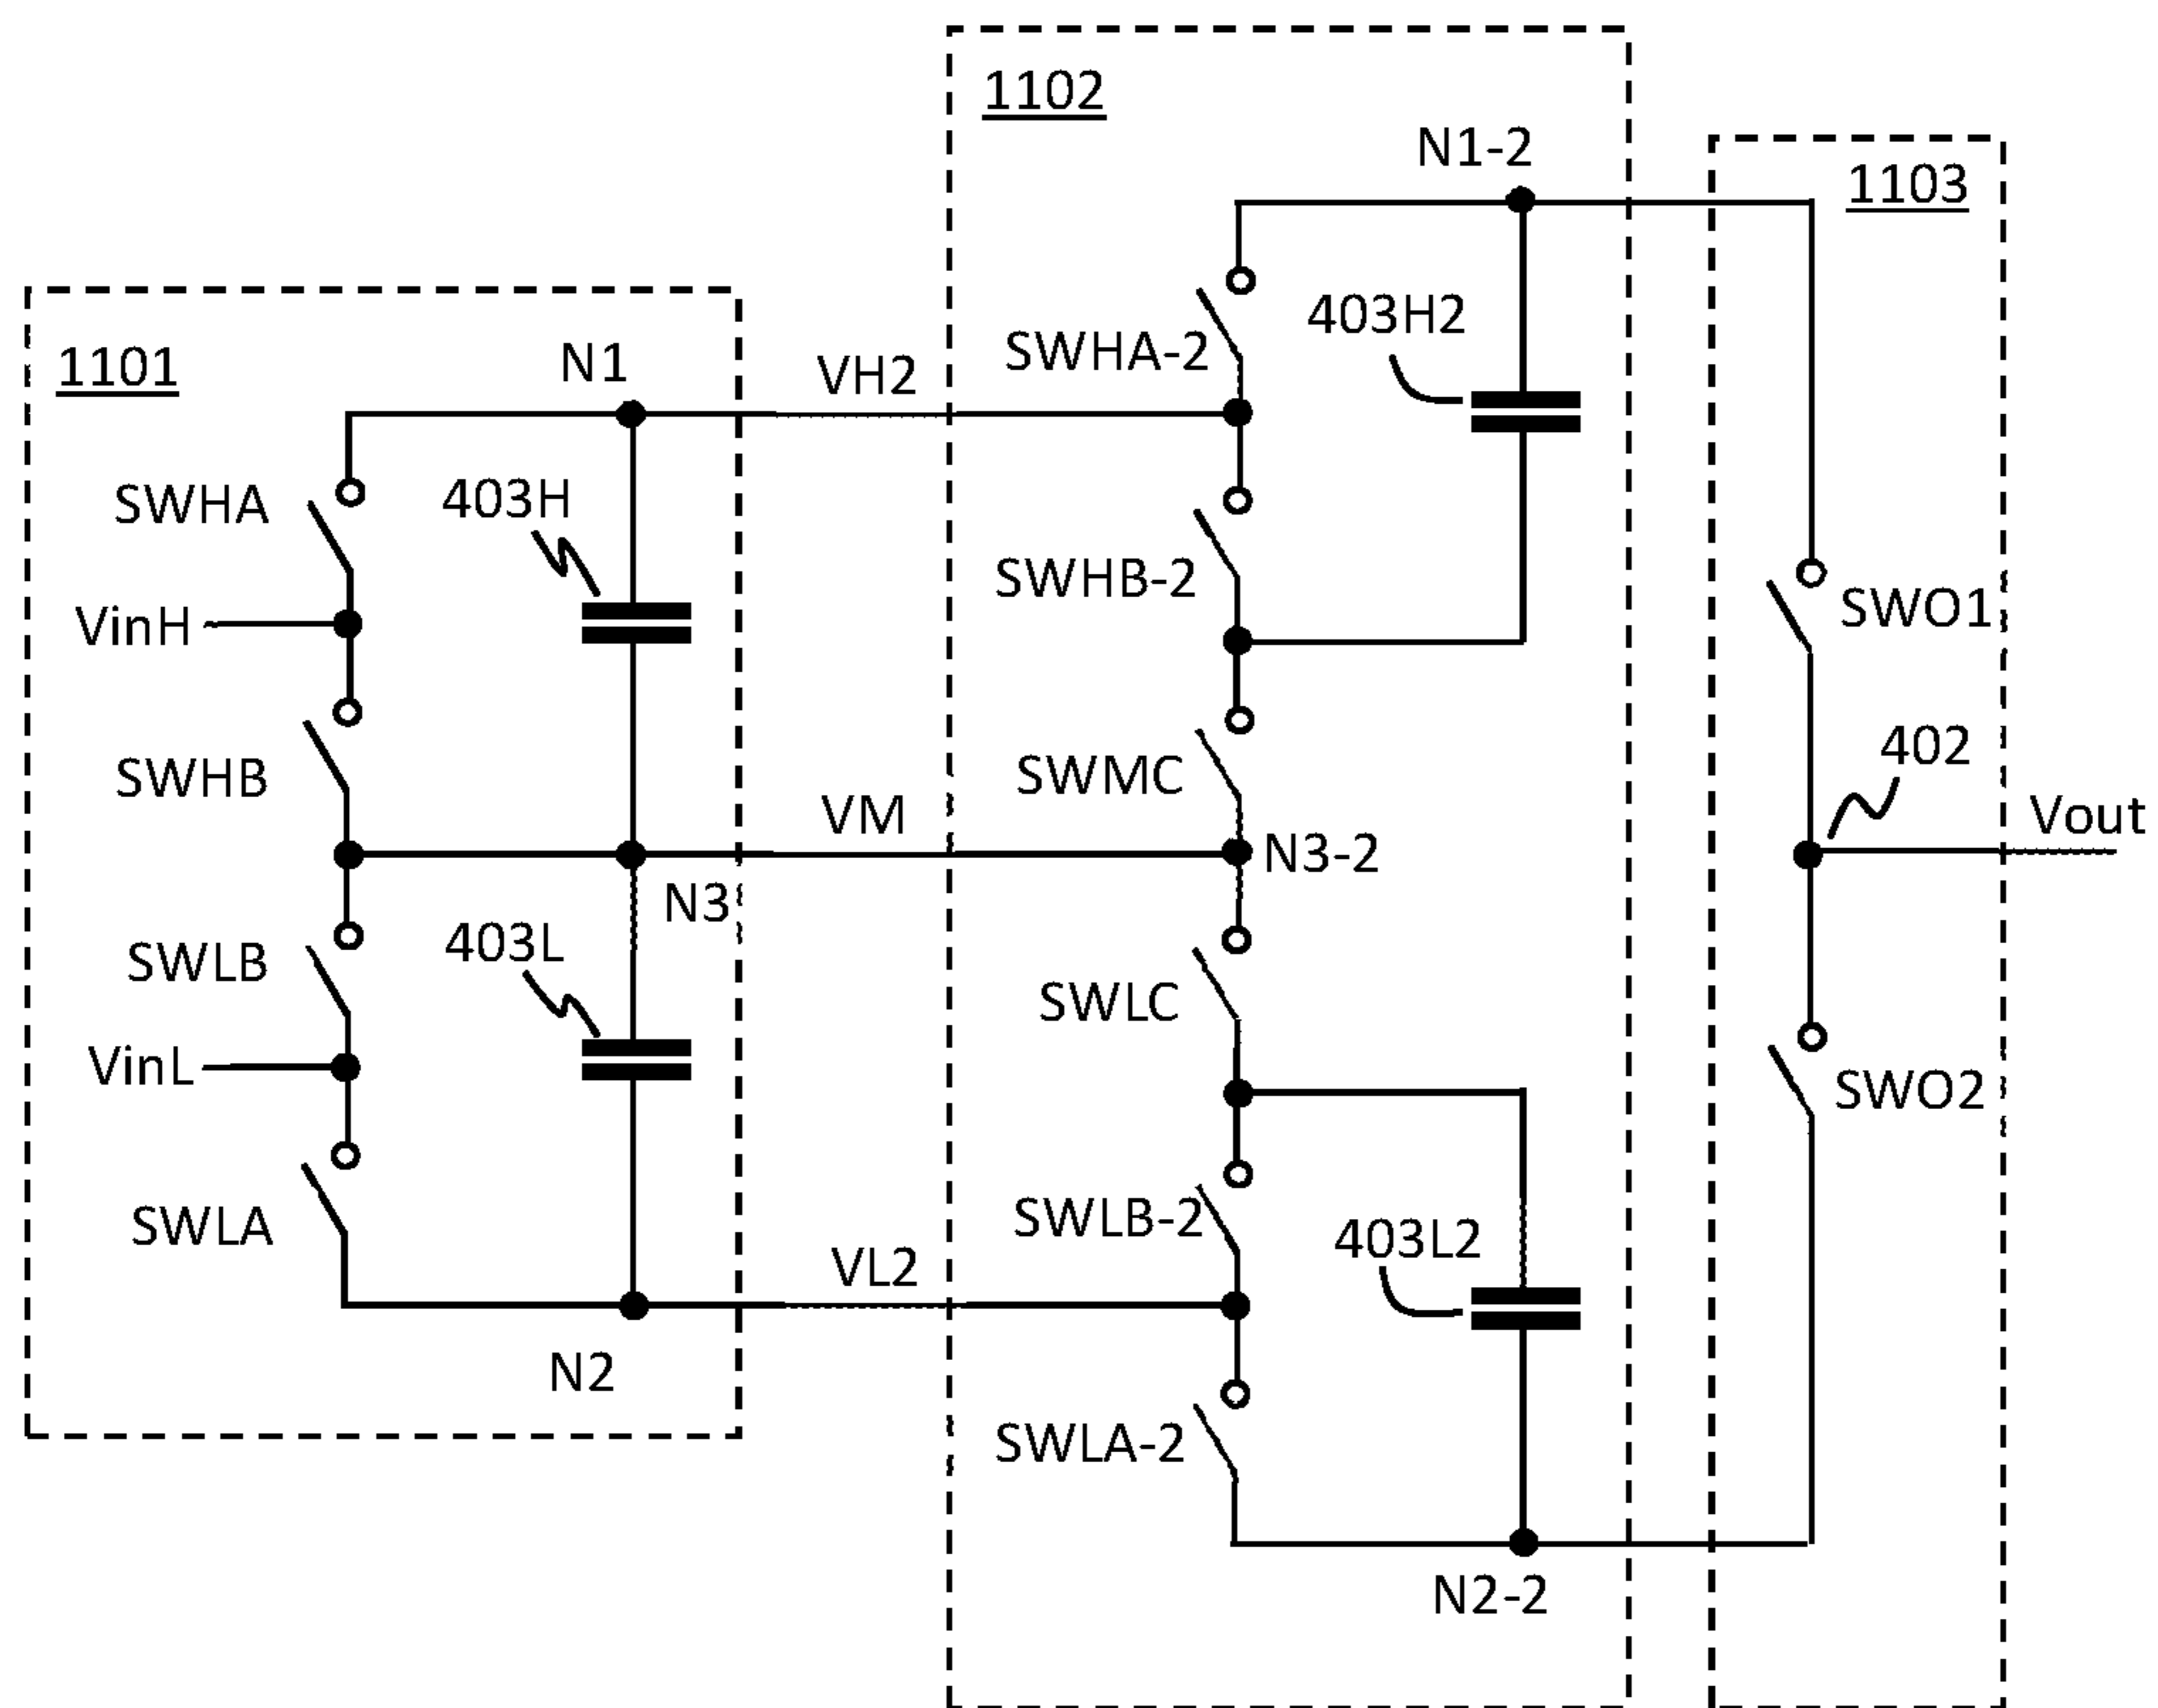 1102
N1-2
1103
1101
N1
VH2
SWHA-2
403H2
SWHA
403H
SWHB-2
SWO1
VinH
SWHB
VM
SWMC
N3-2
402
Vout
N3
SWLB
403L
SWLC
VinL
SWO2
SWLA
SWLB-2
403L2
VL2
N2
SWLA-2
N2-2